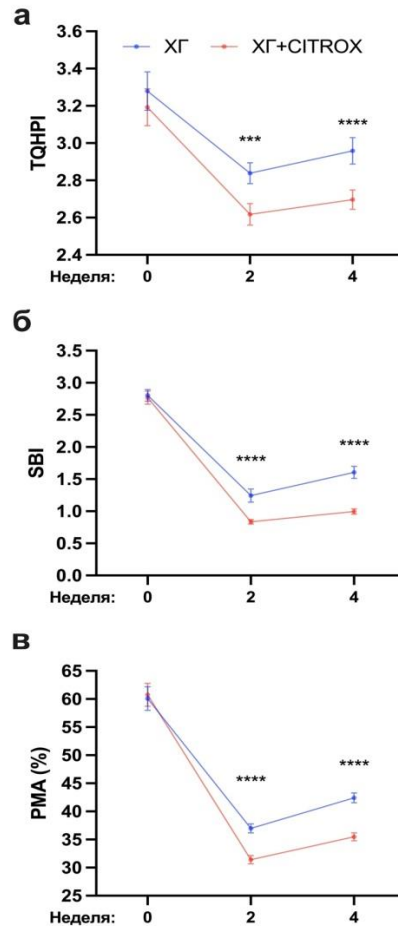 а
ХГ ХГ+CITROX
3.6
3.4
3.2
3.0
2.8
2.6
2.4
TQHPI
*** ****
Неделя: 0 2 4
б
3.5
3.0
2.5
2.0
1.5
1.0
0.5
0.0
SBI
**** ****
Неделя: 0 2 4
в
65
60
55
50
45
40
35
30
25
PMA (%)
**** ****
Неделя: 0 2 4